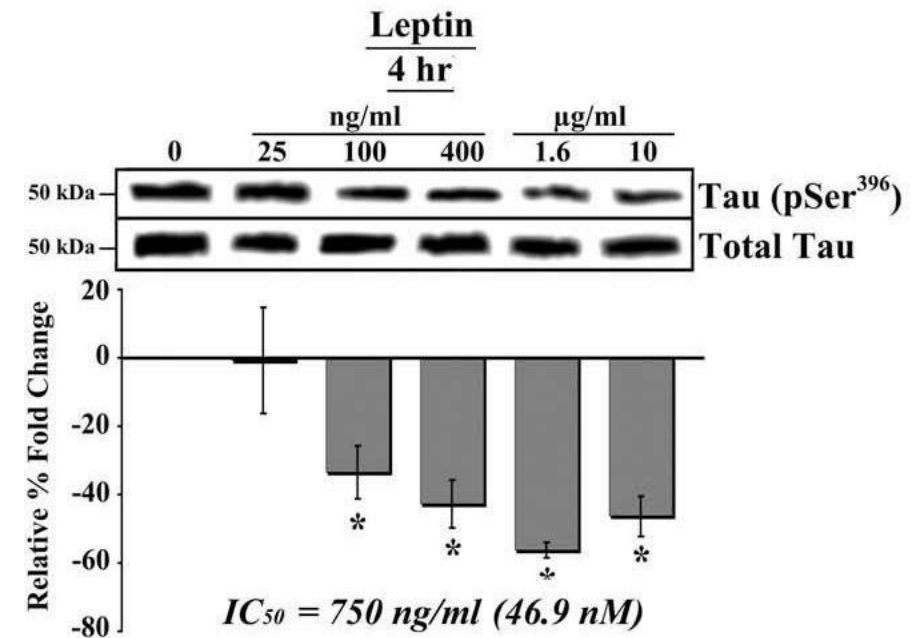 Leptin
4 hr
ng/ml µg/ml
0 25 100 400 1.6 10
50 kDa Tau (pSer³⁹⁶)
50 kDa Total Tau
Relative % Fold Change
20
0
-20
-40
-60
-80
*
*
*
*
IC₅₀ = 750 ng/ml (46.9 nM)